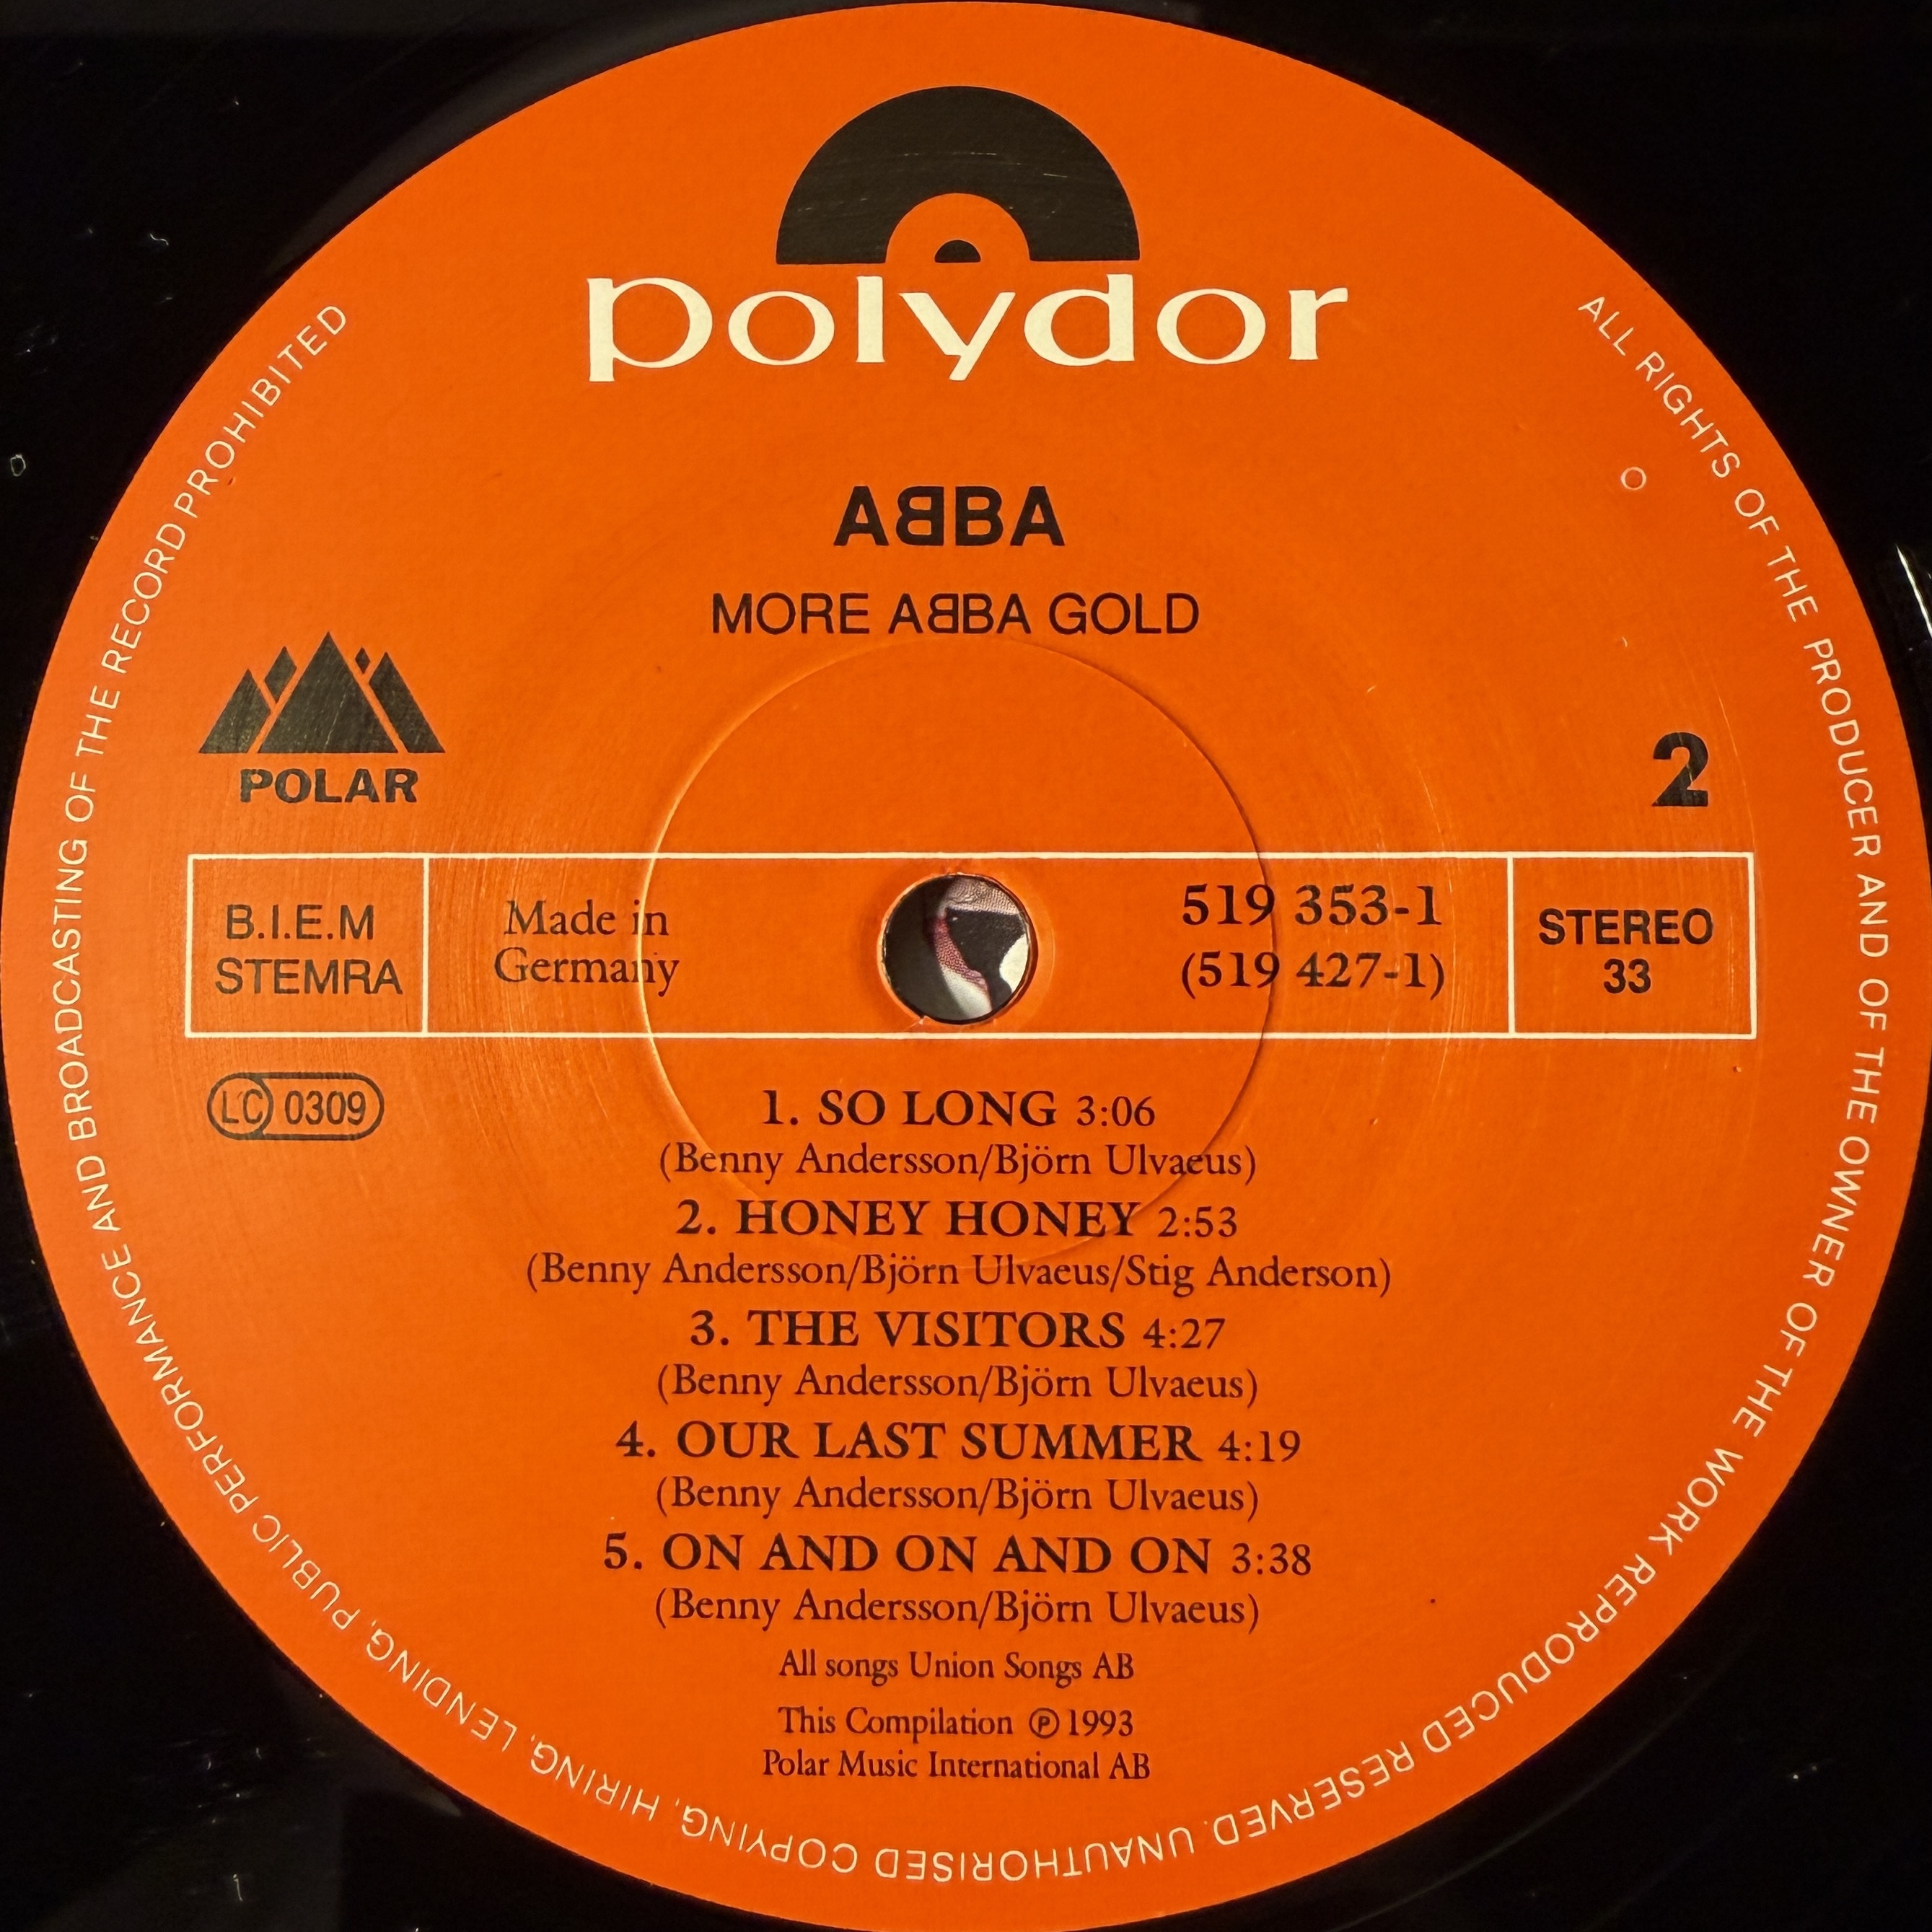 polydor
AᗺBA
MORE AᗺBA GOLD
POLAR
2
B.I.E.M
STEMRA
Made in
Germany
519 353-1
(519 427-1)
STEREO
33
LC 0309
1. SO LONG 3:06
(Benny Andersson/Björn Ulvaeus)
2. HONEY HONEY 2:53
(Benny Andersson/Björn Ulvaeus/Stig Anderson)
3. THE VISITORS 4:27
(Benny Andersson/Björn Ulvaeus)
4. OUR LAST SUMMER 4:19
(Benny Andersson/Björn Ulvaeus)
5. ON AND ON AND ON 3:38
(Benny Andersson/Björn Ulvaeus)
All songs Union Songs AB
This Compilation ℗ 1993
Polar Music International AB
ALL RIGHTS OF THE PRODUCER AND OF THE OWNER OF THE WORK REPRODUCED RESERVED. UNAUTHORISED COPYING, HIRING, LENDING, PUBLIC PERFORMANCE AND BROADCASTING OF THE RECORD PROHIBITED